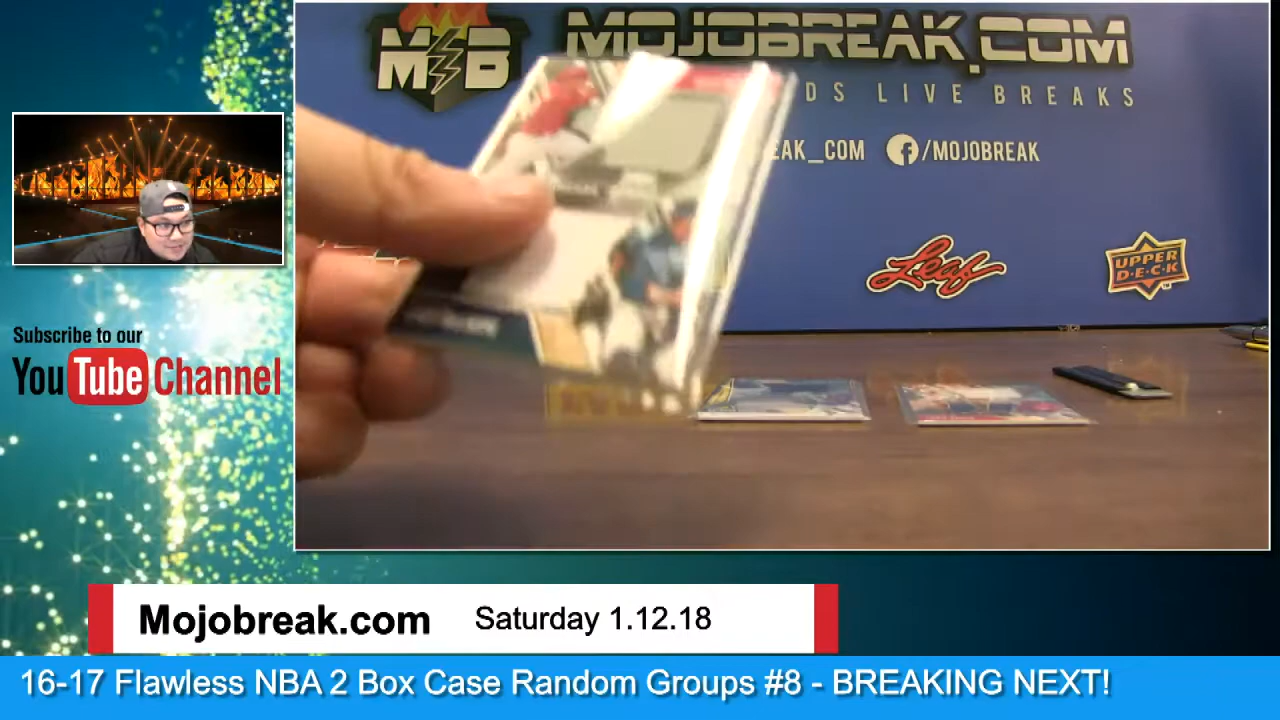 MB
MOJOBREAK.COM
DS LIVE BREAKS
EAK_COM f/MOJOBREAK
Leaf
UPPER
D·E·C·K
Subscribe to our
YouTube Channel
Mojobreak.com Saturday 1.12.18
16-17 Flawless NBA 2 Box Case Random Groups #8 - BREAKING NEXT!